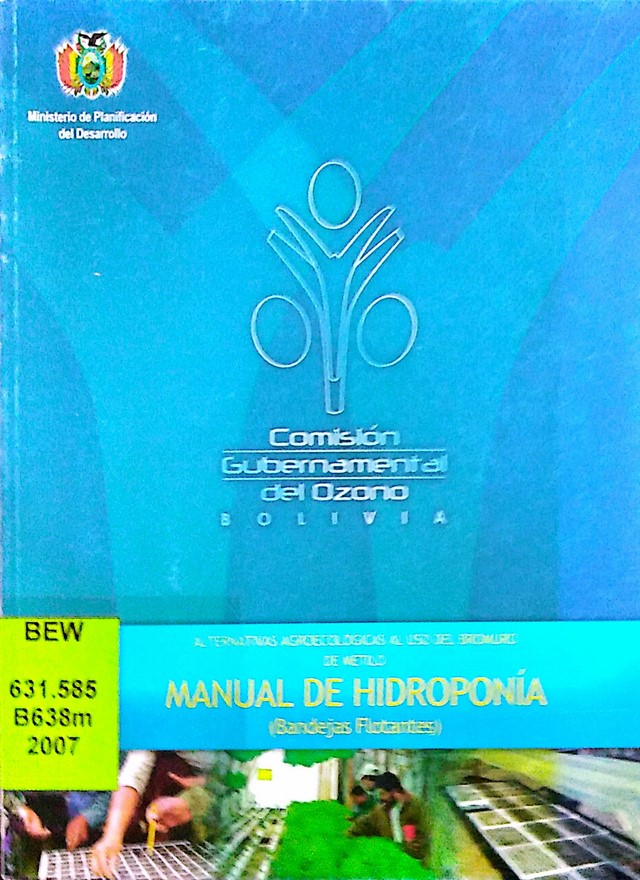 Ministerio de Planificación
del Desarrollo
Comisión
Gubernamental
del Ozono
BOLIVIA
BEW
631.585
B638m
2007
ALTERNATIVAS AGROECOLÓGICAS AL USO DEL BROMURO
DE METILO
MANUAL DE HIDROPONÍA
(Bandejas Flotantes)